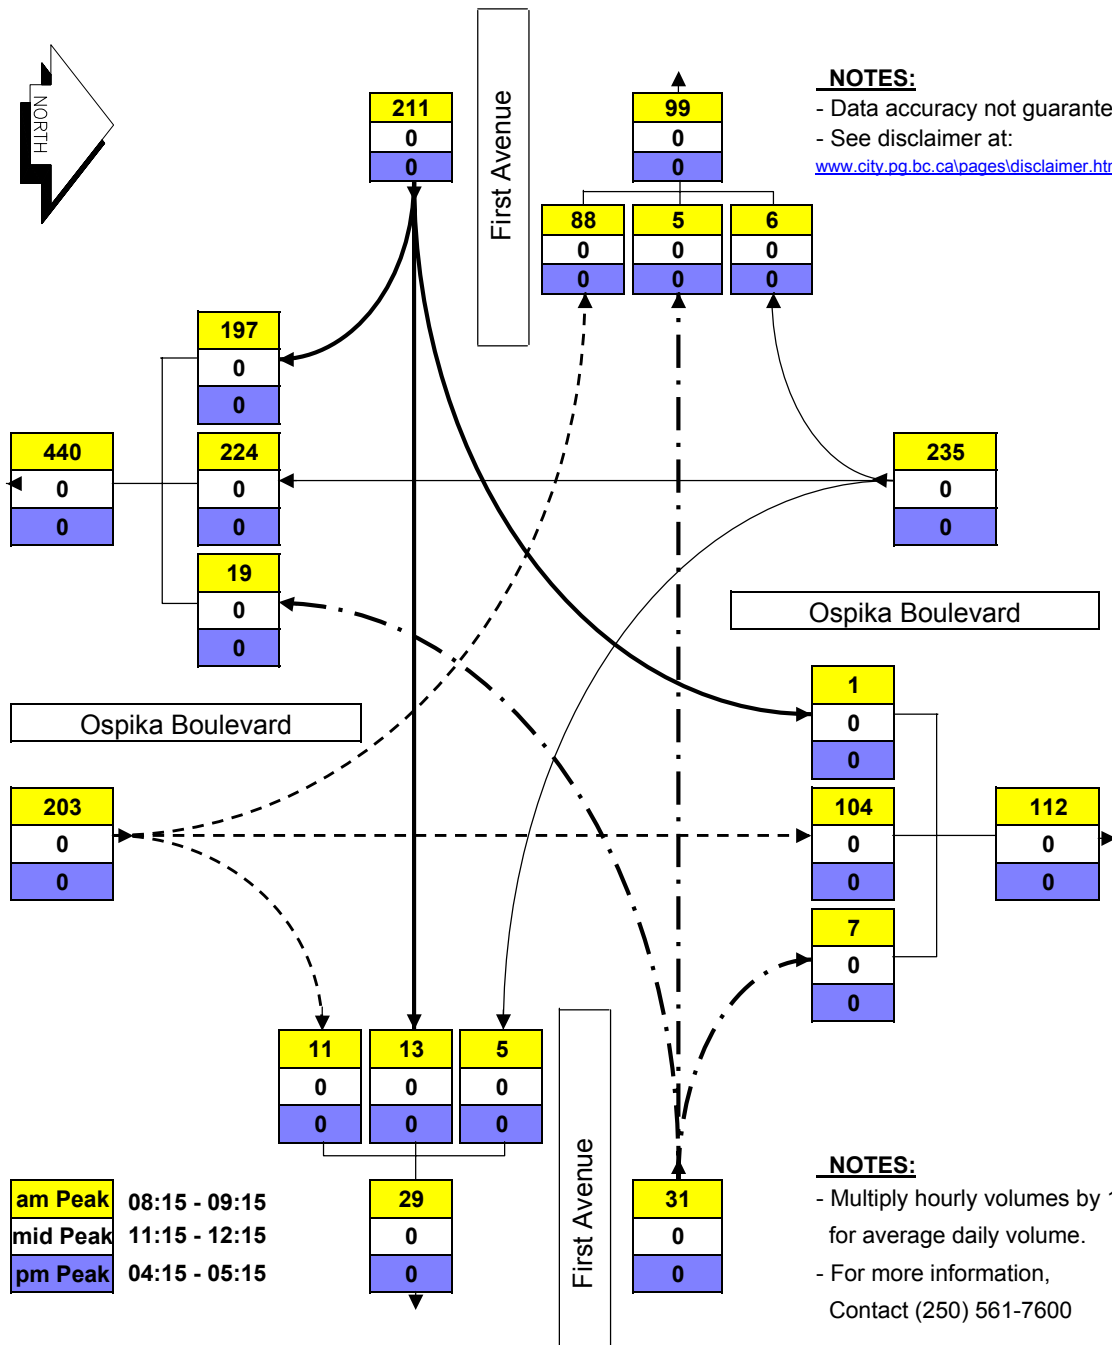 NORTH
First Avenue
NOTES:
- Data accuracy not guarante
- See disclaimer at:
www.city.pg.bc.ca\pages\disclaimer.htm
211
0
0
99
0
0
88 5 6
0 0 0
0 0 0
197
0
0
440
0
0
224
0
0
235
0
0
19
0
0
Ospika Boulevard
Ospika Boulevard
1
0
0
203
0
0
104
0
0
112
0
0
7
0
0
11 13 5
0 0 0
0 0 0
First Avenue
am Peak 08:15 - 09:15
mid Peak 11:15 - 12:15
pm Peak 04:15 - 05:15
29
0
0
31
0
0
NOTES:
- Multiply hourly volumes by 1
for average daily volume.
- For more information,
Contact (250) 561-7600